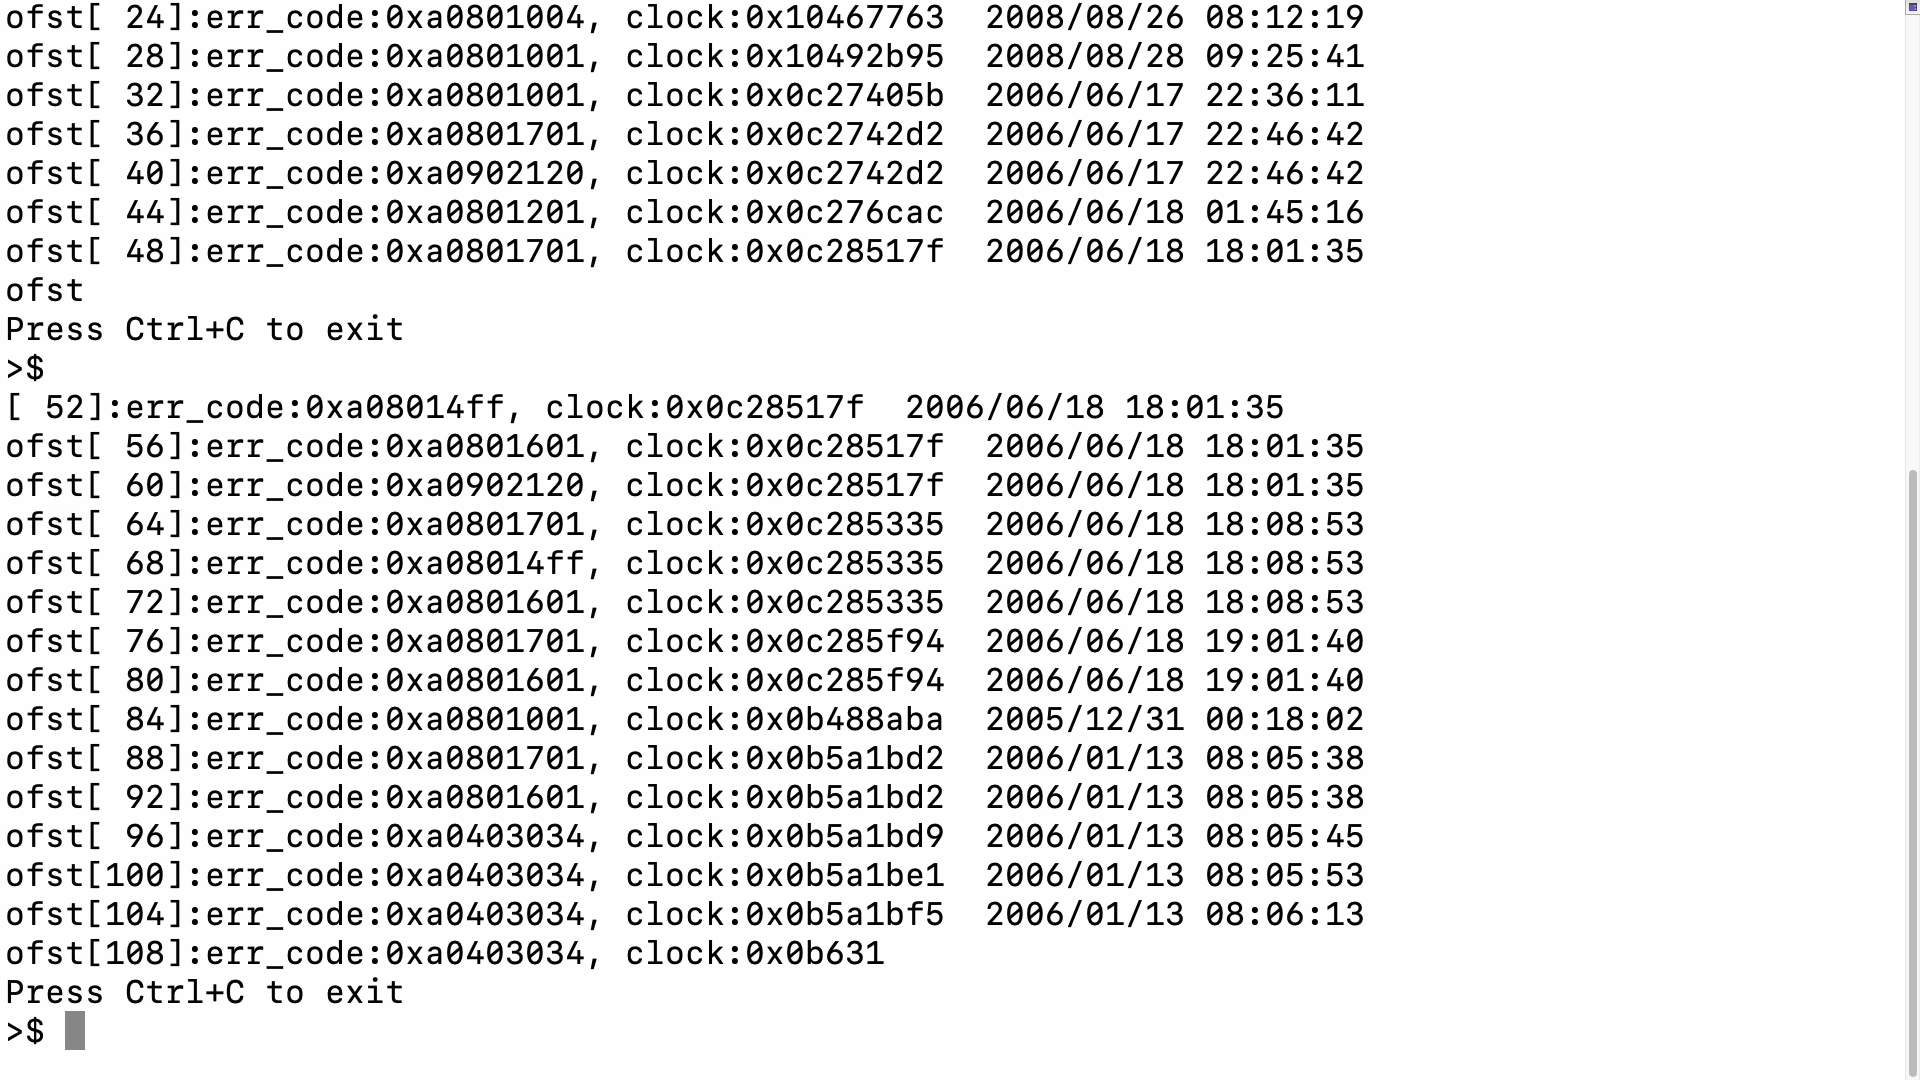 ofst[ 24]:err_code:0xa0801004, clock:0x10467763  2008/08/26 08:12:19
ofst[ 28]:err_code:0xa0801001, clock:0x10492b95  2008/08/28 09:25:41
ofst[ 32]:err_code:0xa0801001, clock:0x0c27405b  2006/06/17 22:36:11
ofst[ 36]:err_code:0xa0801701, clock:0x0c2742d2  2006/06/17 22:46:42
ofst[ 40]:err_code:0xa0902120, clock:0x0c2742d2  2006/06/17 22:46:42
ofst[ 44]:err_code:0xa0801201, clock:0x0c276cac  2006/06/18 01:45:16
ofst[ 48]:err_code:0xa0801701, clock:0x0c28517f  2006/06/18 18:01:35
ofst
Press Ctrl+C to exit
>$
[ 52]:err_code:0xa08014ff, clock:0x0c28517f  2006/06/18 18:01:35
ofst[ 56]:err_code:0xa0801601, clock:0x0c28517f  2006/06/18 18:01:35
ofst[ 60]:err_code:0xa0902120, clock:0x0c28517f  2006/06/18 18:01:35
ofst[ 64]:err_code:0xa0801701, clock:0x0c285335  2006/06/18 18:08:53
ofst[ 68]:err_code:0xa08014ff, clock:0x0c285335  2006/06/18 18:08:53
ofst[ 72]:err_code:0xa0801601, clock:0x0c285335  2006/06/18 18:08:53
ofst[ 76]:err_code:0xa0801701, clock:0x0c285f94  2006/06/18 19:01:40
ofst[ 80]:err_code:0xa0801601, clock:0x0c285f94  2006/06/18 19:01:40
ofst[ 84]:err_code:0xa0801001, clock:0x0b488aba  2005/12/31 00:18:02
ofst[ 88]:err_code:0xa0801701, clock:0x0b5a1bd2  2006/01/13 08:05:38
ofst[ 92]:err_code:0xa0801601, clock:0x0b5a1bd2  2006/01/13 08:05:38
ofst[ 96]:err_code:0xa0403034, clock:0x0b5a1bd9  2006/01/13 08:05:45
ofst[100]:err_code:0xa0403034, clock:0x0b5a1be1  2006/01/13 08:05:53
ofst[104]:err_code:0xa0403034, clock:0x0b5a1bf5  2006/01/13 08:06:13
ofst[108]:err_code:0xa0403034, clock:0x0b631
Press Ctrl+C to exit
>$